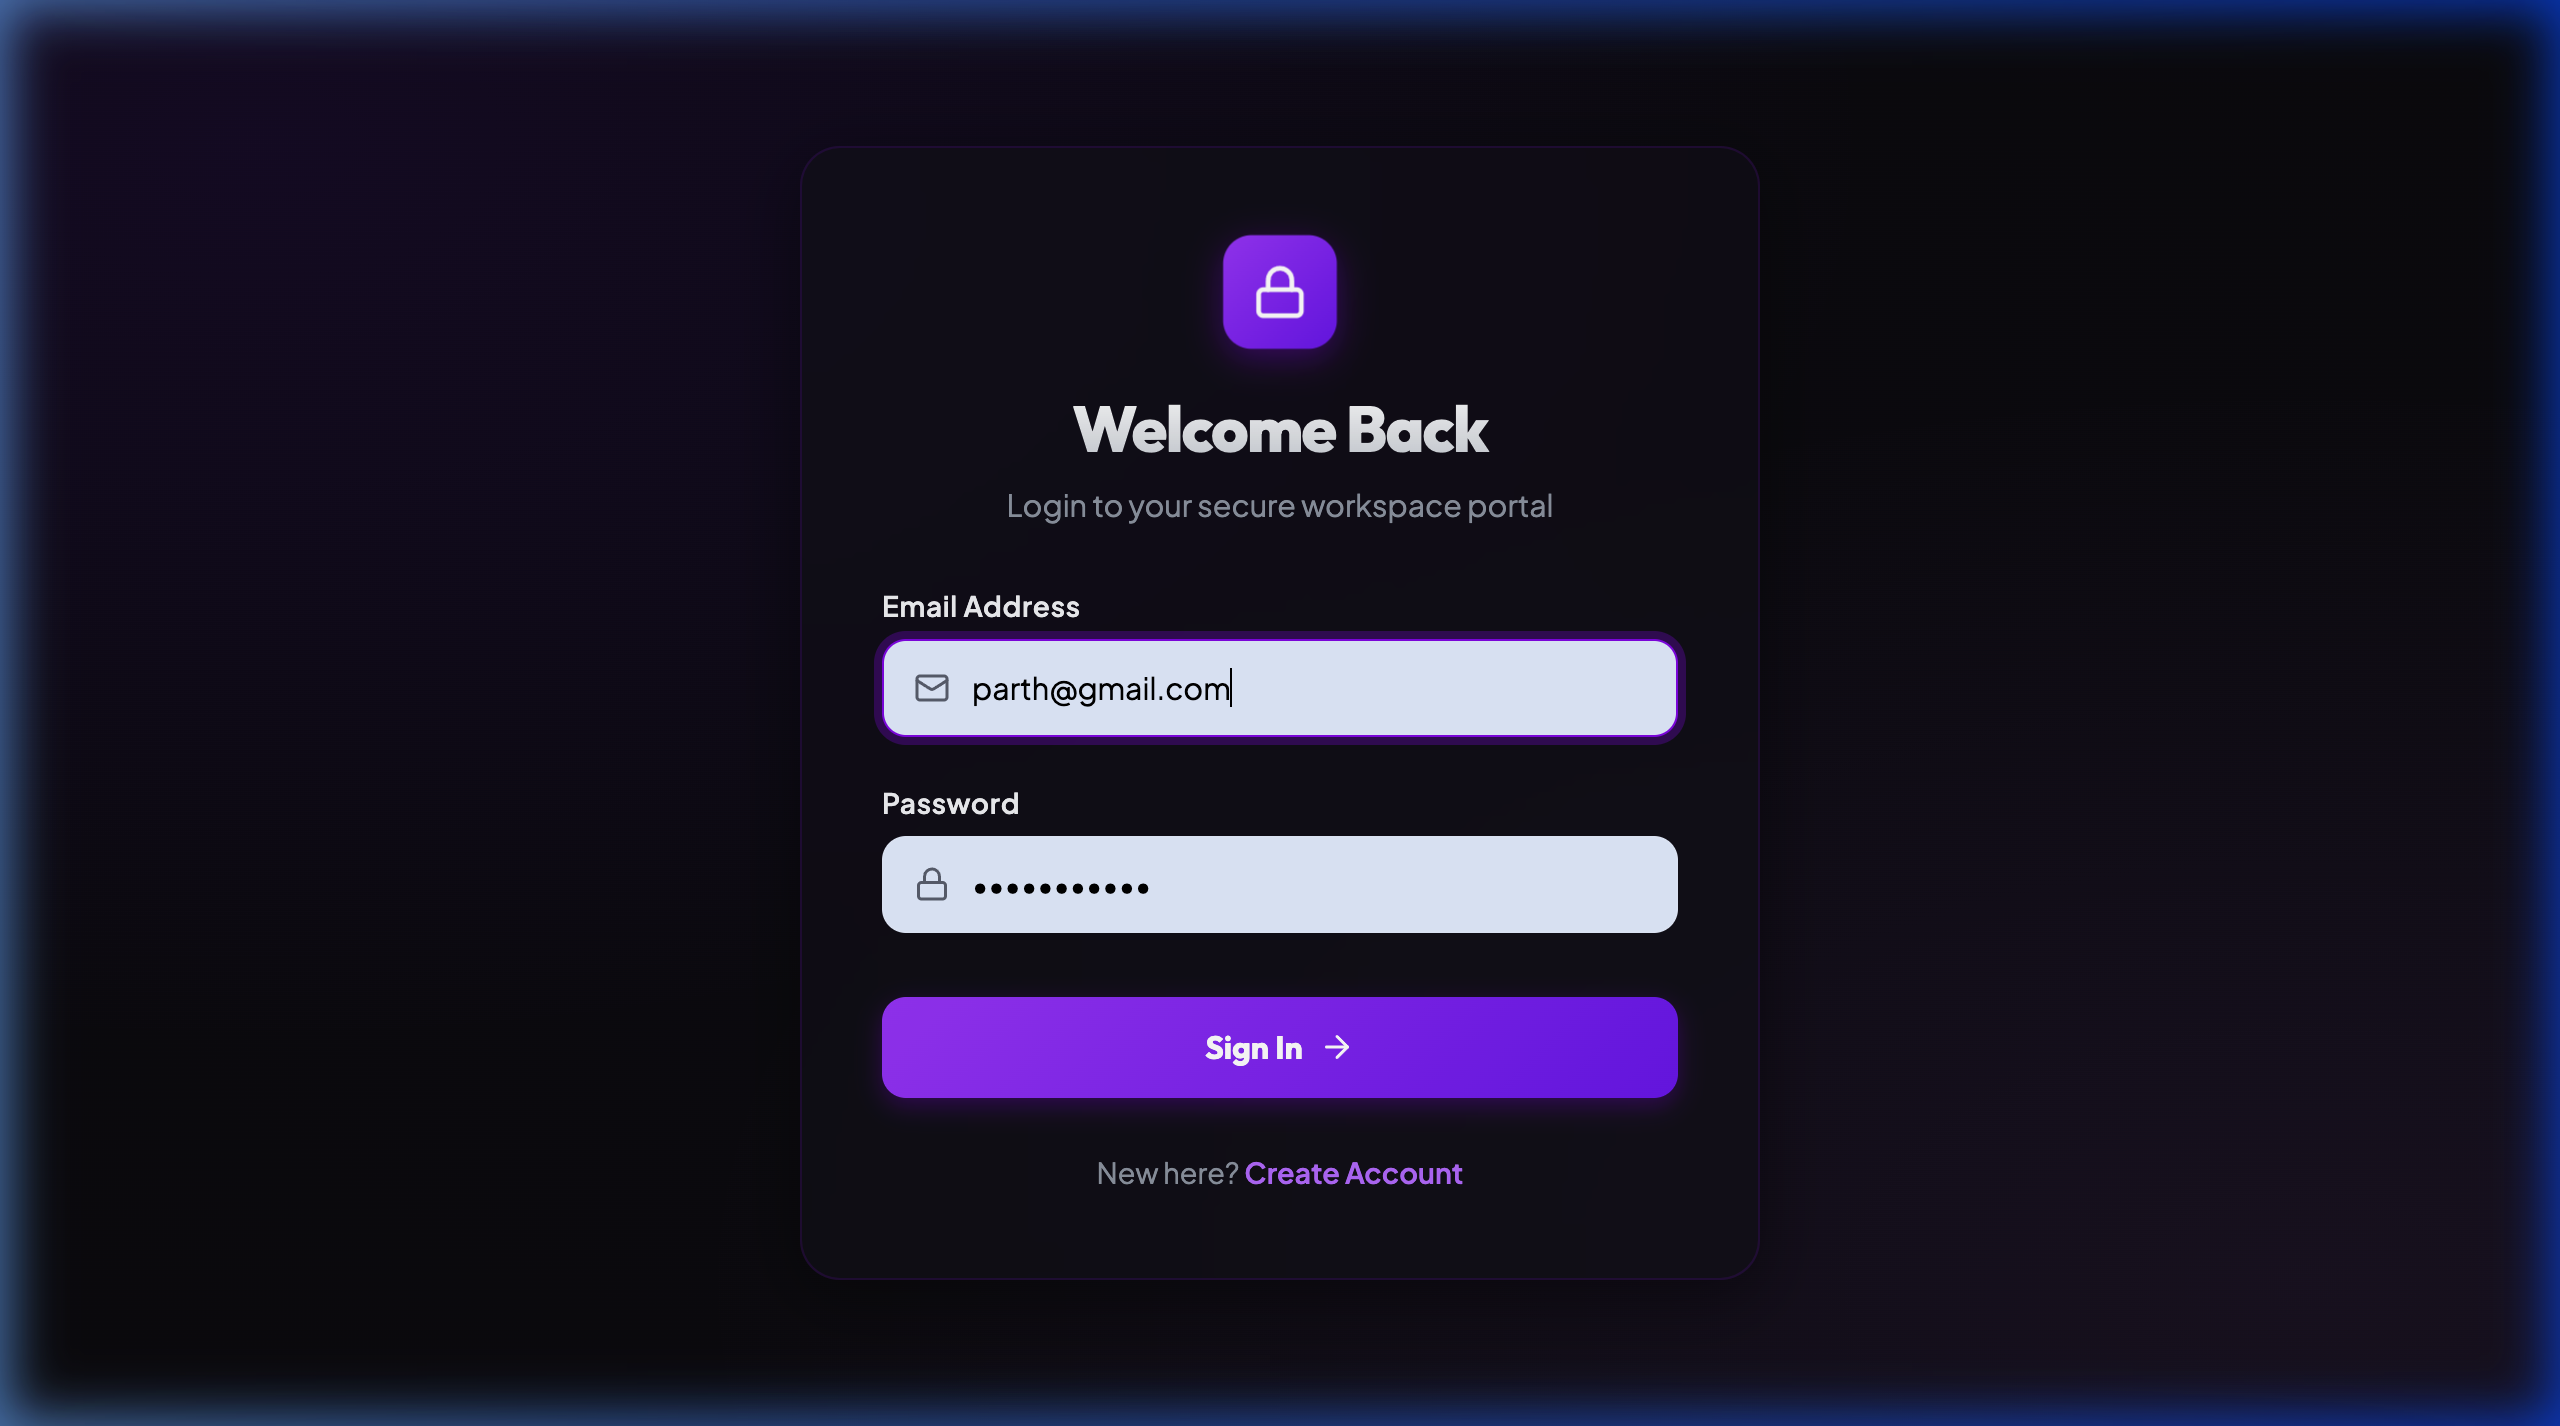 Welcome Back
Login to your secure workspace portal
Email Address
parth@gmail.com
Password
•••••••••••
Sign In →
New here? Create Account